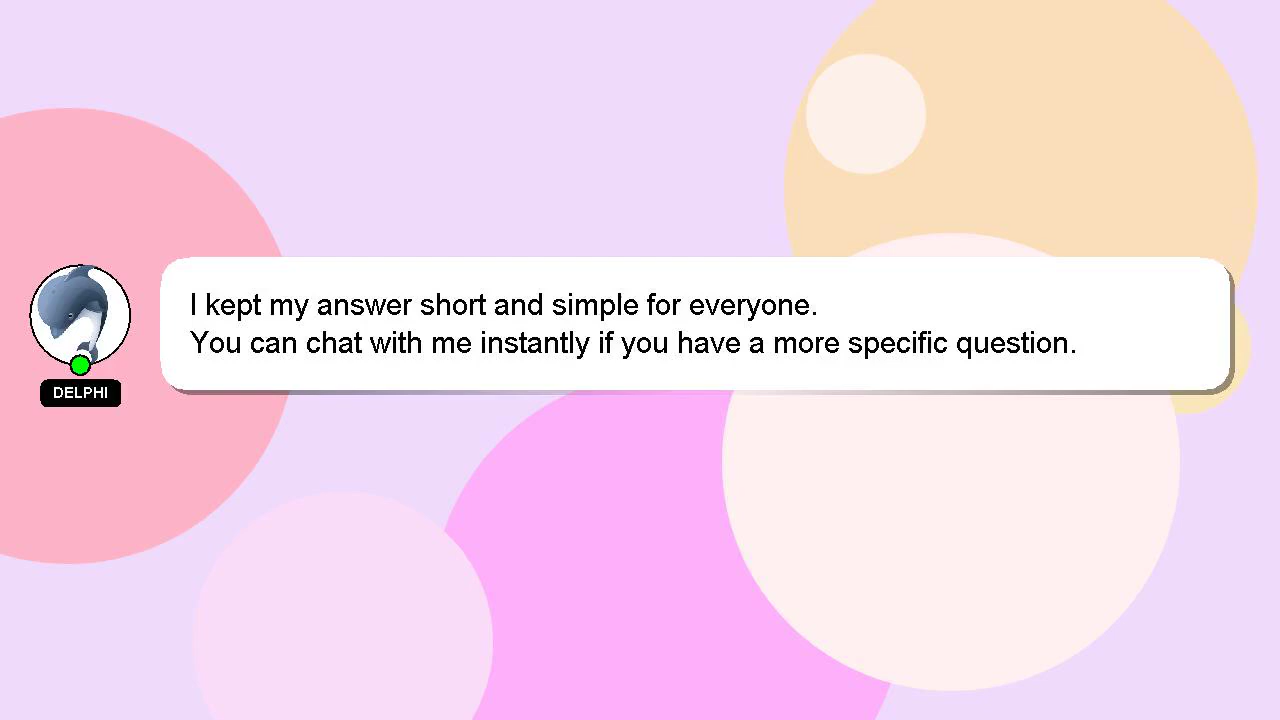 I kept my answer short and simple for everyone.
You can chat with me instantly if you have a more specific question.
DELPHI